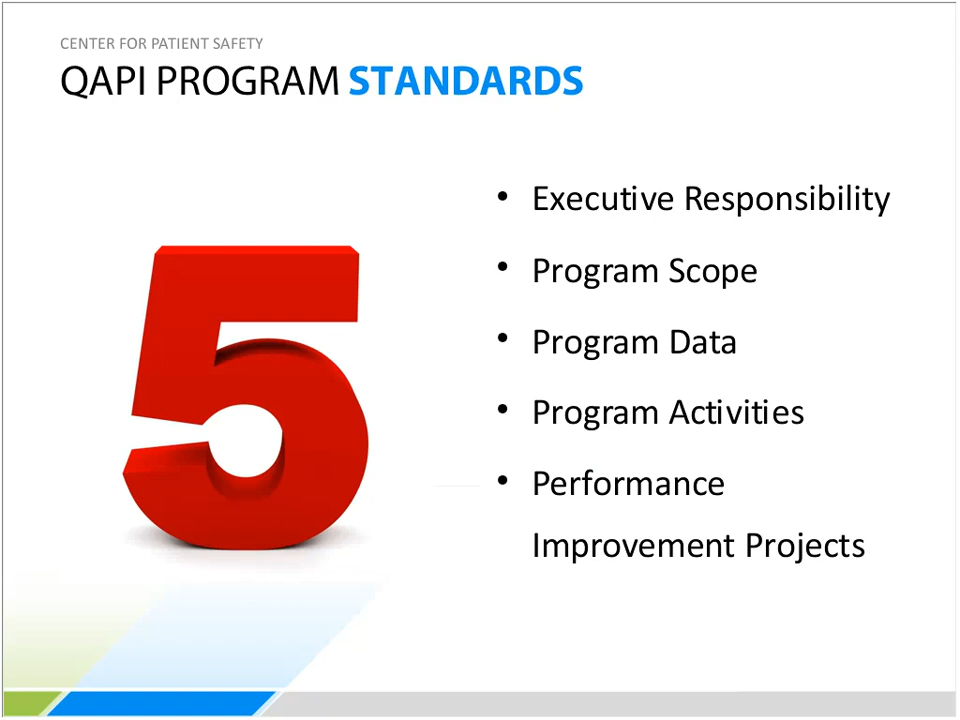 CENTER FOR PATIENT SAFETY
QAPI PROGRAM STANDARDS
5
• Executive Responsibility
• Program Scope
• Program Data
• Program Activities
• Performance
Improvement Projects